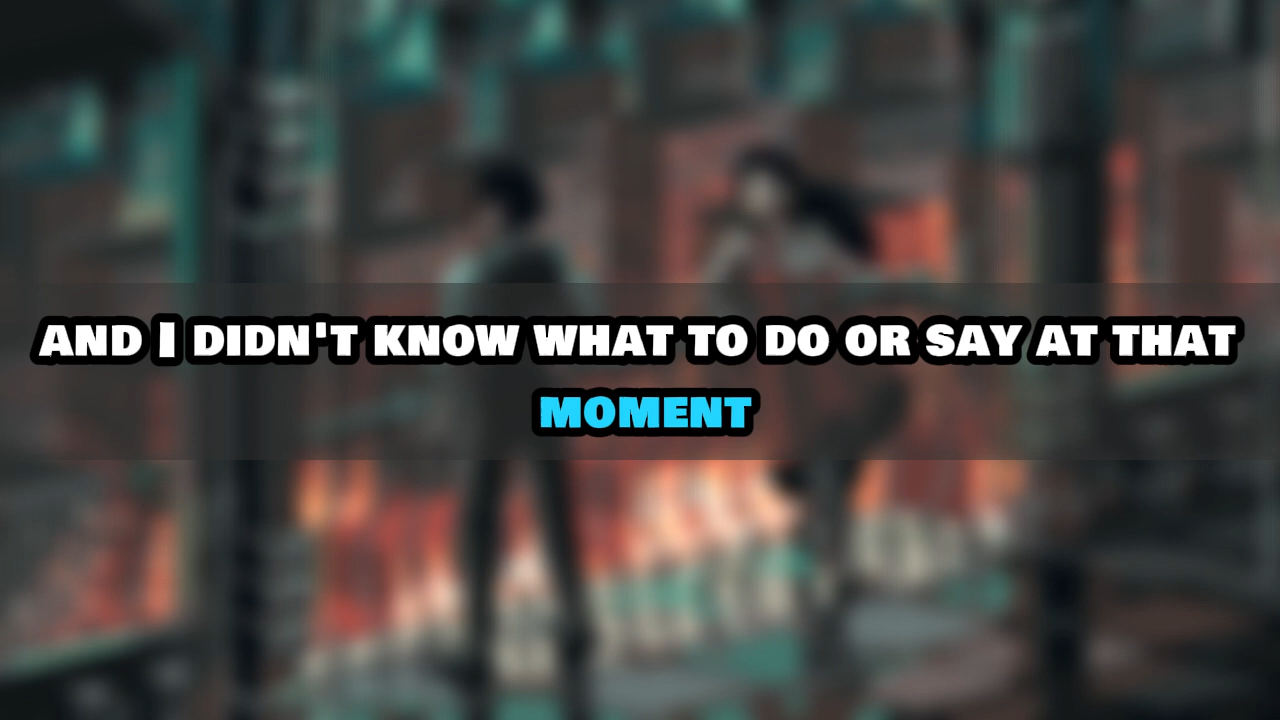 AND I DIDN'T KNOW WHAT TO DO OR SAY AT THAT
MOMENT